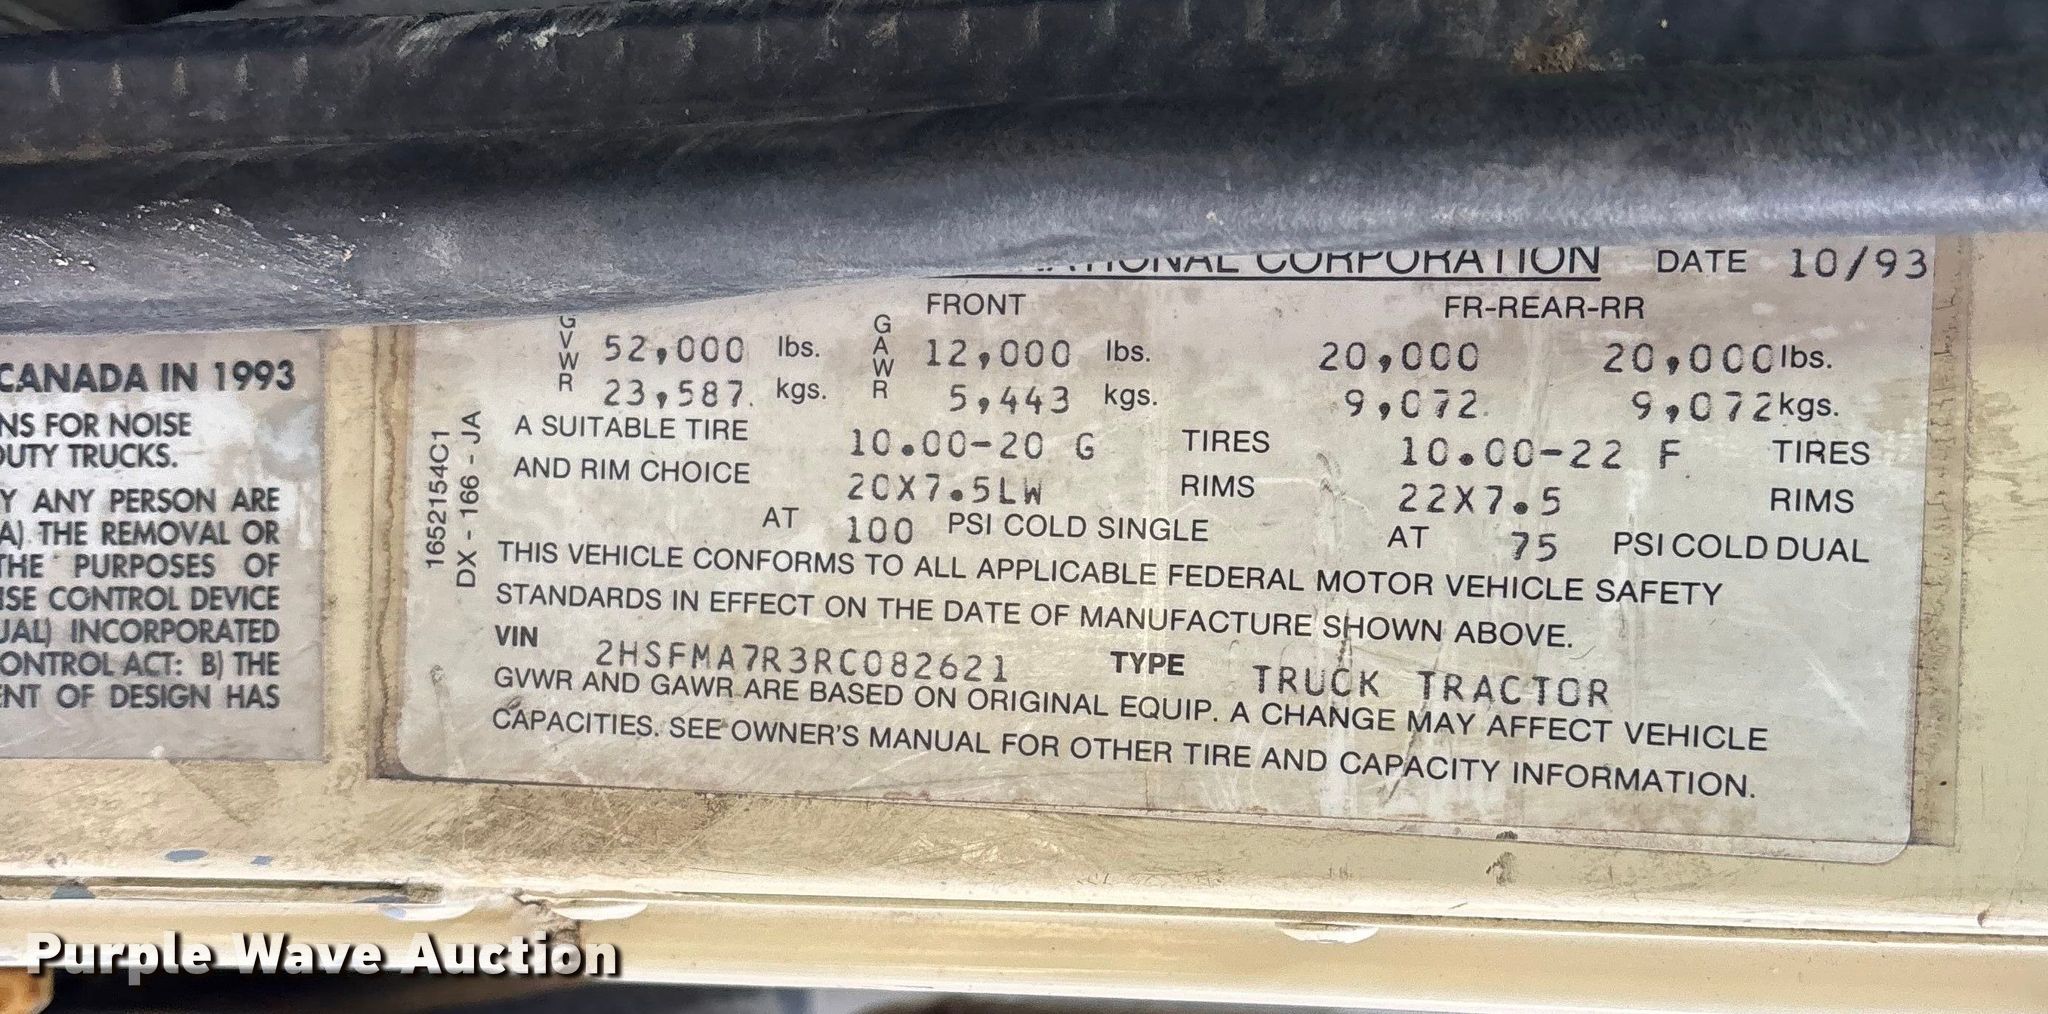 CORPORATION DATE 10/93
FRONT FR-REAR-RR
GVWR 52,000 lbs. GAWR 12,000 lbs. 20,000 20,000 lbs.
23,587. kgs. 5,443 kgs. 9,072. 9,072 kgs.
A SUITABLE TIRE 10.00-20 G TIRES 10.00-22 F TIRES
AND RIM CHOICE 20X7.5LW RIMS 22X7.5 RIMS
AT 100 PSI COLD SINGLE AT 75 PSI COLD DUAL
THIS VEHICLE CONFORMS TO ALL APPLICABLE FEDERAL MOTOR VEHICLE SAFETY
STANDARDS IN EFFECT ON THE DATE OF MANUFACTURE SHOWN ABOVE.
VIN 2HSFMA7R3RC082621 TYPE TRUCK TRACTOR
GVWR AND GAWR ARE BASED ON ORIGINAL EQUIP. A CHANGE MAY AFFECT VEHICLE
CAPACITIES. SEE OWNER'S MANUAL FOR OTHER TIRE AND CAPACITY INFORMATION.
1652154C1
DX - 166 - JA
CANADA IN 1993
NS FOR NOISE
DUTY TRUCKS.
Y ANY PERSON ARE
A) THE REMOVAL OR
THE PURPOSES OF
ISE CONTROL DEVICE
UAL) INCORPORATED
ONTROL ACT: B) THE
ENT OF DESIGN HAS
Purple Wave Auction